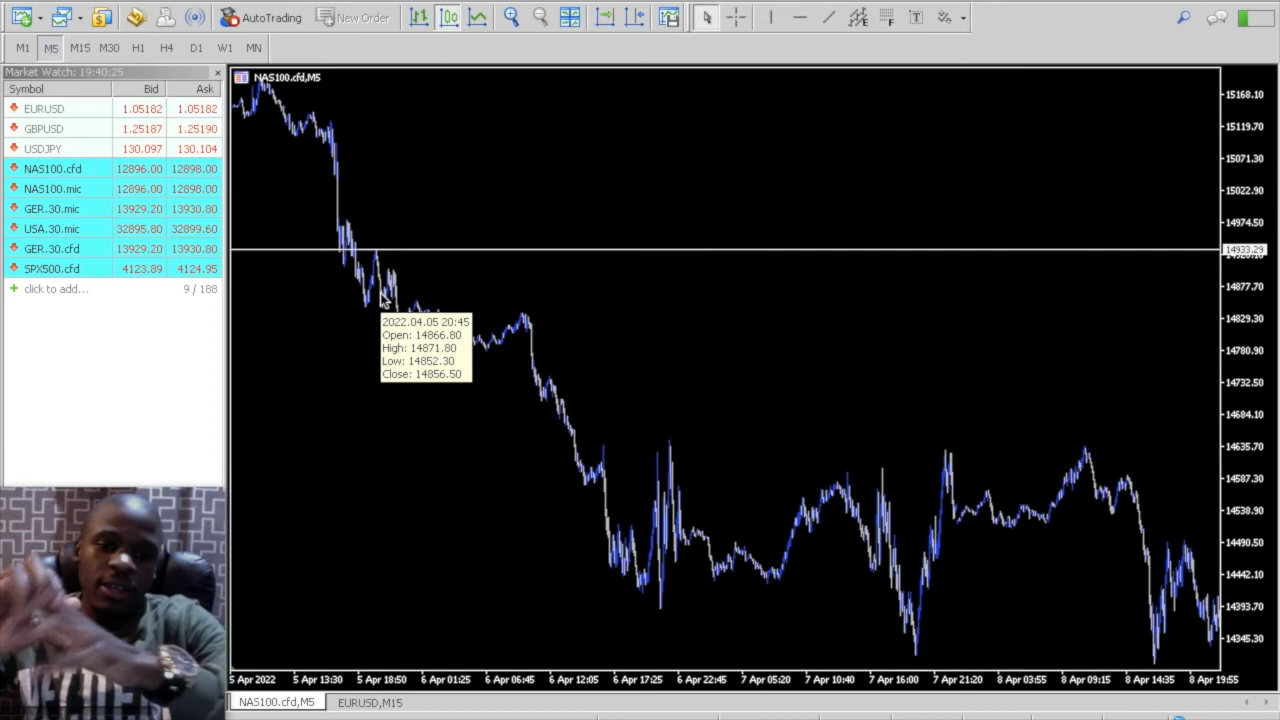 AutoTrading New Order
M1 M5 M15 M30 H1 H4 D1 W1 MN
Market Watch: 19:40:25
Symbol Bid Ask
EURUSD 1.05182 1.05182
GBPUSD 1.25187 1.25190
USDJPY 130.097 130.104
NAS100.cfd 12896.00 12898.00
NAS100.mic 12896.00 12898.00
GER.30.mic 13929.20 13930.80
USA.30.mic 32895.80 32899.60
GER.30.cfd 13929.20 13930.80
SPX500.cfd 4123.89 4124.95
click to add... 9 / 188
NAS100.cfd,M5
15168.10
15119.70
15071.30
15022.90
14974.50
14933.29
14877.70
14829.30
14780.90
14732.50
14684.10
14635.70
14587.30
14538.90
14490.50
14442.10
14393.70
14345.30
2022.04.05 20:45
Open: 14866.80
High: 14871.80
Low: 14852.30
Close: 14856.50
5 Apr 2022 5 Apr 13:30 5 Apr 18:50 6 Apr 01:25 6 Apr 06:45 6 Apr 12:05 6 Apr 17:25 6 Apr 22:45 7 Apr 05:20 7 Apr 10:40 7 Apr 16:00 7 Apr 21:20 8 Apr 03:55 8 Apr 09:15 8 Apr 14:35 8 Apr 19:55
NAS100.cfd,M5 EURUSD,M15